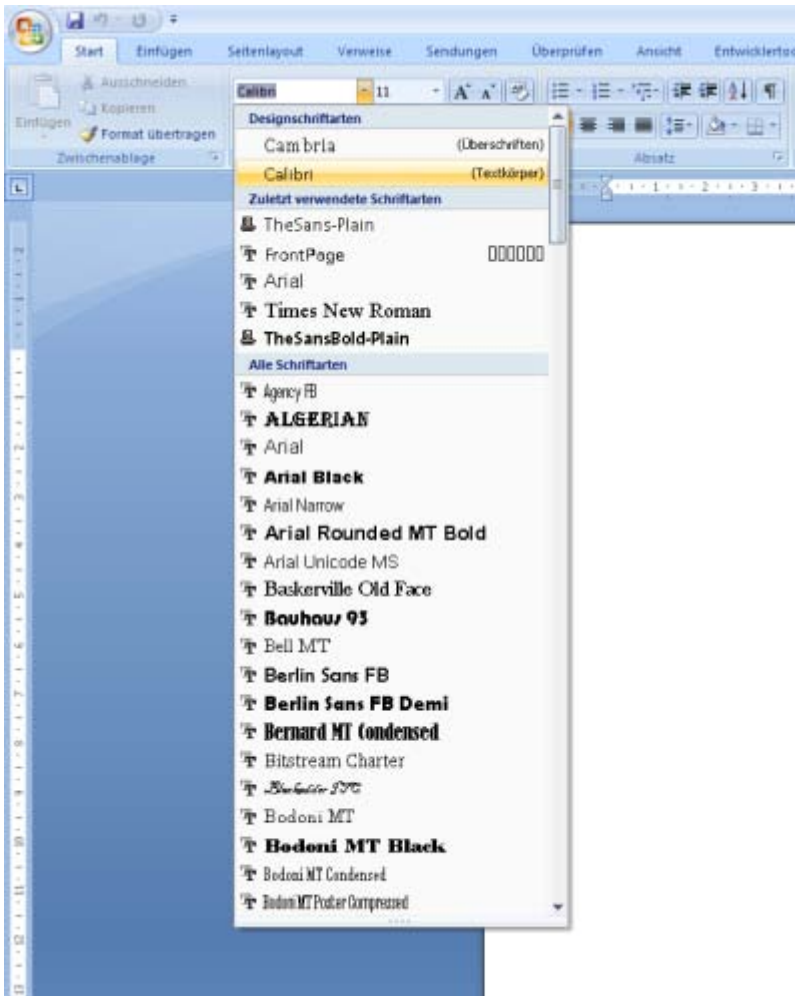 Start Einfügen Seitenlayout Verweise Sendungen Überprüfen Ansicht
Ausschneiden
Kopieren
Einfügen
Format übertragen
Zwischenablage
Calibri 11
Absatz
Designschriftarten
Cambria (Überschriften)
Calibri (Textkörper)
Zuletzt verwendete Schriftarten
TheSans-Plain
FrontPage
Arial
Times New Roman
TheSansBold-Plain
Alle Schriftarten
Agency FB
ALGERIAN
Arial
Arial Black
Arial Narrow
Arial Rounded MT Bold
Arial Unicode MS
Baskerville Old Face
Bauhaus 93
Bell MT
Berlin Sans FB
Berlin Sans FB Demi
Bernard MT Condensed
Bitstream Charter
Blackadder ITC
Bodoni MT
Bodoni MT Black
Bodoni MT Condensed
Bodoni MT Poster Compressed